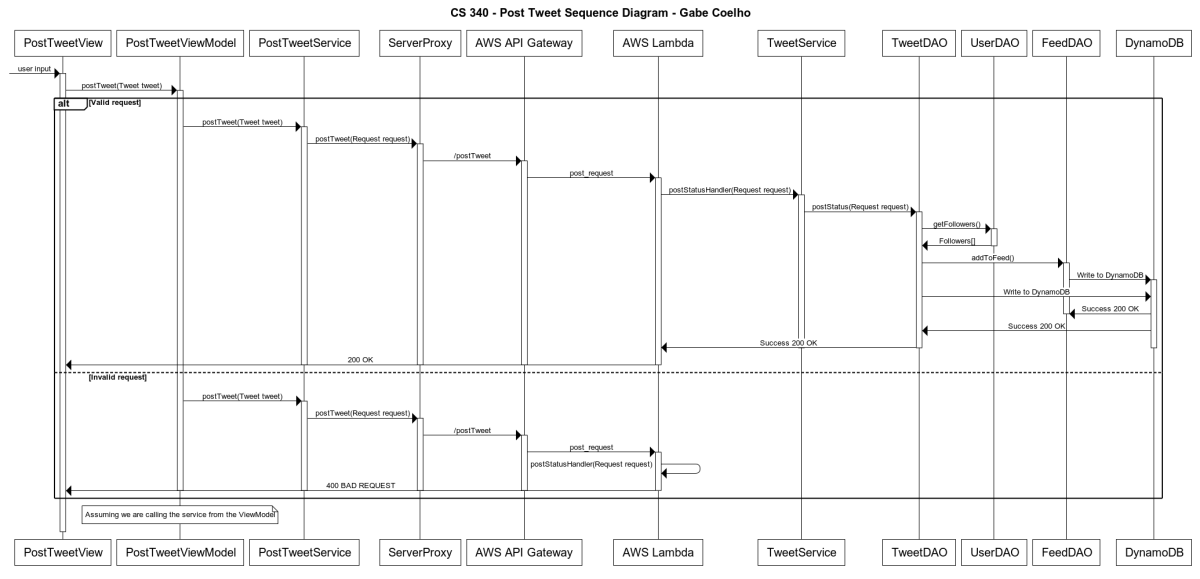 CS 340 - Post Tweet Sequence Diagram - Gabe Coelho
PostTweetView PostTweetViewModel PostTweetService ServerProxy AWS API Gateway AWS Lambda TweetService TweetDAO UserDAO FeedDAO DynamoDB
user input
postTweet(Tweet tweet)
alt [Valid request]
postTweet(Tweet tweet)
postTweet(Request request)
/postTweet
post_request
postStatusHandler(Request request)
postStatus(Request request)
getFollowers()
Followers[]
addToFeed()
Write to DynamoDB
Write to DynamoDB
Success 200 OK
Success 200 OK
Success 200 OK
200 OK
[Invalid request]
postTweet(Tweet tweet)
postTweet(Request request)
/postTweet
post_request
postStatusHandler(Request request)
400 BAD REQUEST
Assuming we are calling the service from the ViewModel
PostTweetView PostTweetViewModel PostTweetService ServerProxy AWS API Gateway AWS Lambda TweetService TweetDAO UserDAO FeedDAO DynamoDB